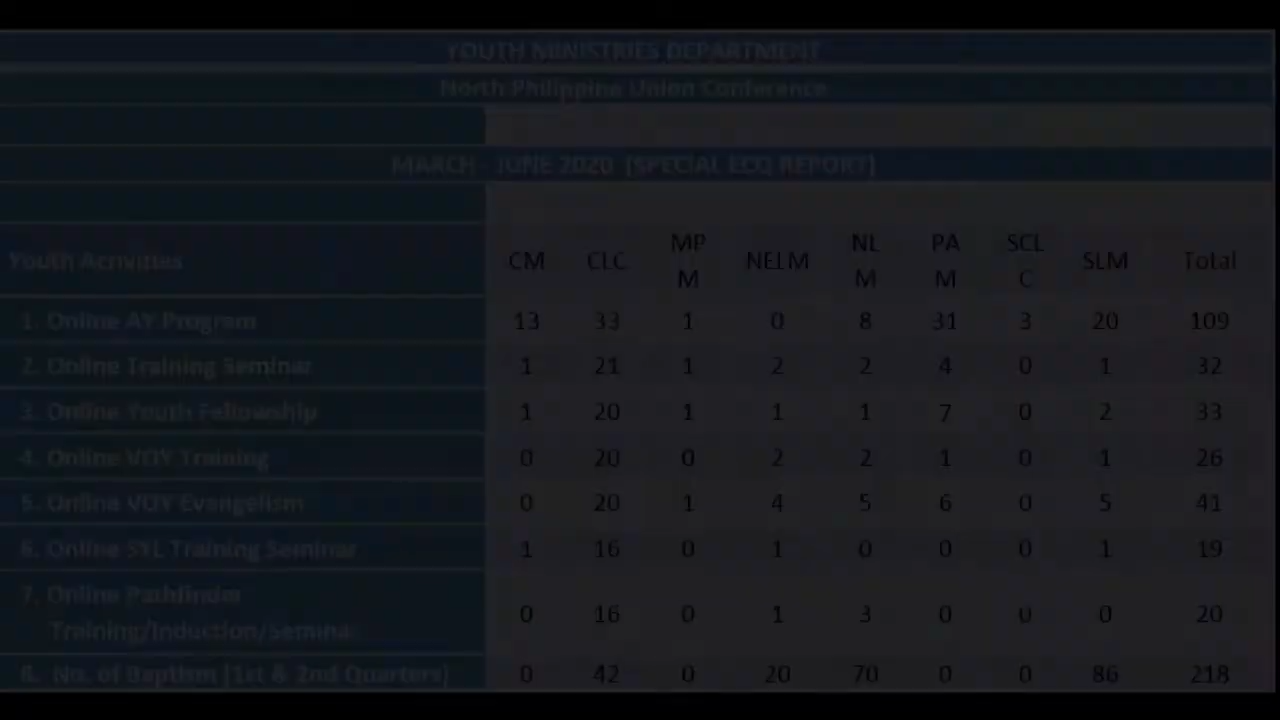 YOUTH MINISTRIES DEPARTMENT
North Philippine Union Conference
MARCH - JUNE 2020 [SPECIAL ECQ REPORT]
Youth Activities CM CLC MP M NELM NL M PA M SCL C SLM Total
1. Online AY Program 13 33 1 0 8 31 3 20 109
2. Online Training Seminar 1 21 1 2 2 4 0 1 32
3. Online Youth Fellowship 1 20 1 1 1 7 0 2 33
4. Online VOY Training 0 20 0 2 2 1 0 1 26
5. Online VOY Evangelism 0 20 1 4 5 6 0 5 41
6. Online SYL Training Seminar 1 16 0 1 0 0 0 1 19
7. Online Pathfinder
Training/Induction/Seminar 0 16 0 1 3 0 0 0 20
8. No. of Baptism [1st & 2nd Quarters] 0 42 0 20 70 0 0 86 218